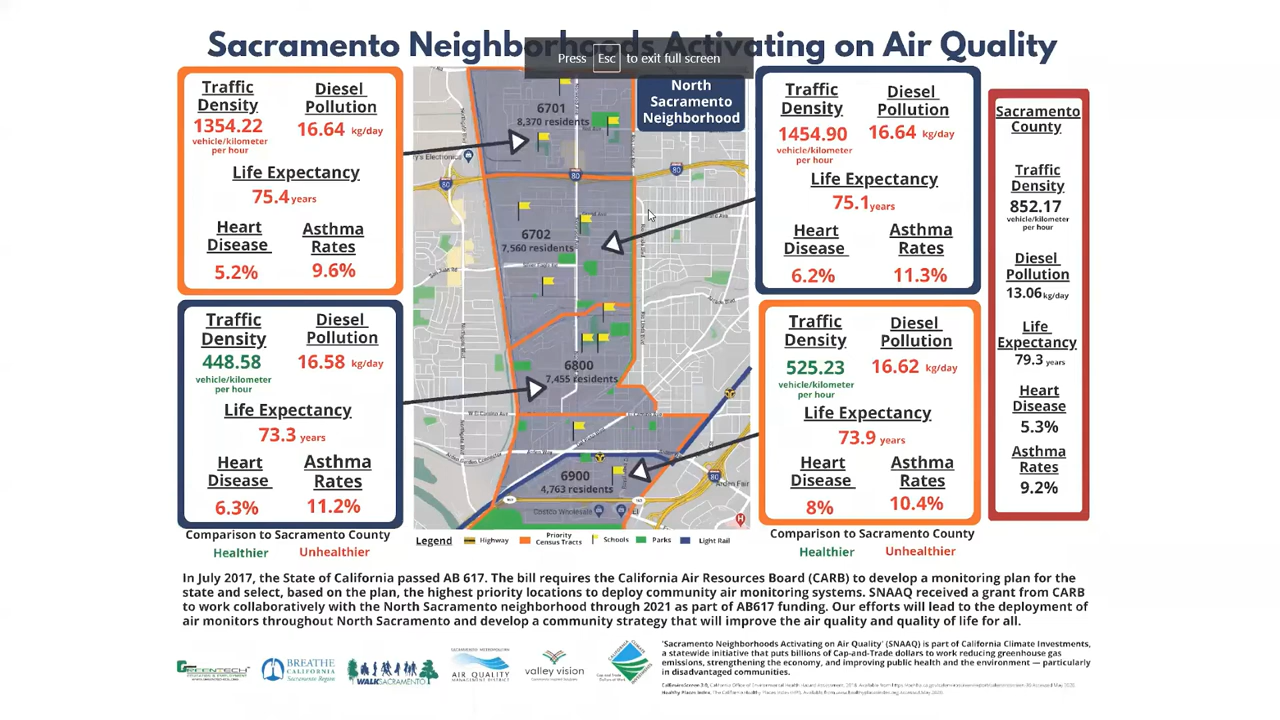 Sacramento Neighborhoods Activating on Air Quality
Press Esc to exit full screen
Traffic
Density
1354.22
vehicle/kilometer
per hour
Diesel
Pollution
16.64 kg/day
Life Expectancy
75.4 years
Heart
Disease
5.2%
Asthma
Rates
9.6%
Traffic
Density
448.58
vehicle/kilometer
per hour
Diesel
Pollution
16.58 kg/day
Life Expectancy
73.3 years
Heart
Disease
6.3%
Asthma
Rates
11.2%
Comparison to Sacramento County
Healthier Unhealthier
North
Sacramento
Neighborhood
6701
8,370 residents
80
80
80
6702
7,560 residents
6800
7,455 residents
6900
4,763 residents
80
Arden Fair
Costco Wholesale
Legend
Highway
Priority
Census Tracts
Schools
Parks
Light Rail
Traffic
Density
1454.90
vehicle/kilometer
per hour
Diesel
Pollution
16.64 kg/day
Life Expectancy
75.1years
Heart
Disease
6.2%
Asthma
Rates
11.3%
Traffic
Density
525.23
vehicle/kilometer
per hour
Diesel
Pollution
16.62 kg/day
Life Expectancy
73.9 years
Heart
Disease
8%
Asthma
Rates
10.4%
Comparison to Sacramento County
Healthier Unhealthier
Sacramento
County
Traffic
Density
852.17
vehicle/kilometer
per hour
Diesel
Pollution
13.06kg/day
Life
Expectancy
79.3 years
Heart
Disease
5.3%
Asthma
Rates
9.2%
In July 2017, the State of California passed AB 617. The bill requires the California Air Resources Board (CARB) to develop a monitoring plan for the
state and select, based on the plan, the highest priority locations to deploy community air monitoring systems. SNAAQ received a grant from CARB
to work collaboratively with the North Sacramento neighborhood through 2021 as part of AB617 funding. Our efforts will lead to the deployment of
air monitors throughout North Sacramento and develop a community strategy that will improve the air quality and quality of life for all.
GREENTECH
BREATHE
CALIFORNIA
Sacramento Region
WALKSACRAMENTO
SACRAMENTO METROPOLITAN
AIR QUALITY
MANAGEMENT DISTRICT
valley vision
'Sacramento Neighborhoods Activating on Air Quality' (SNAAQ) is part of California Climate Investments,
a statewide initiative that puts billions of Cap-and-Trade dollars to work reducing greenhouse gas
emissions, strengthening the economy, and improving public health and the environment — particularly
in disadvantaged communities.